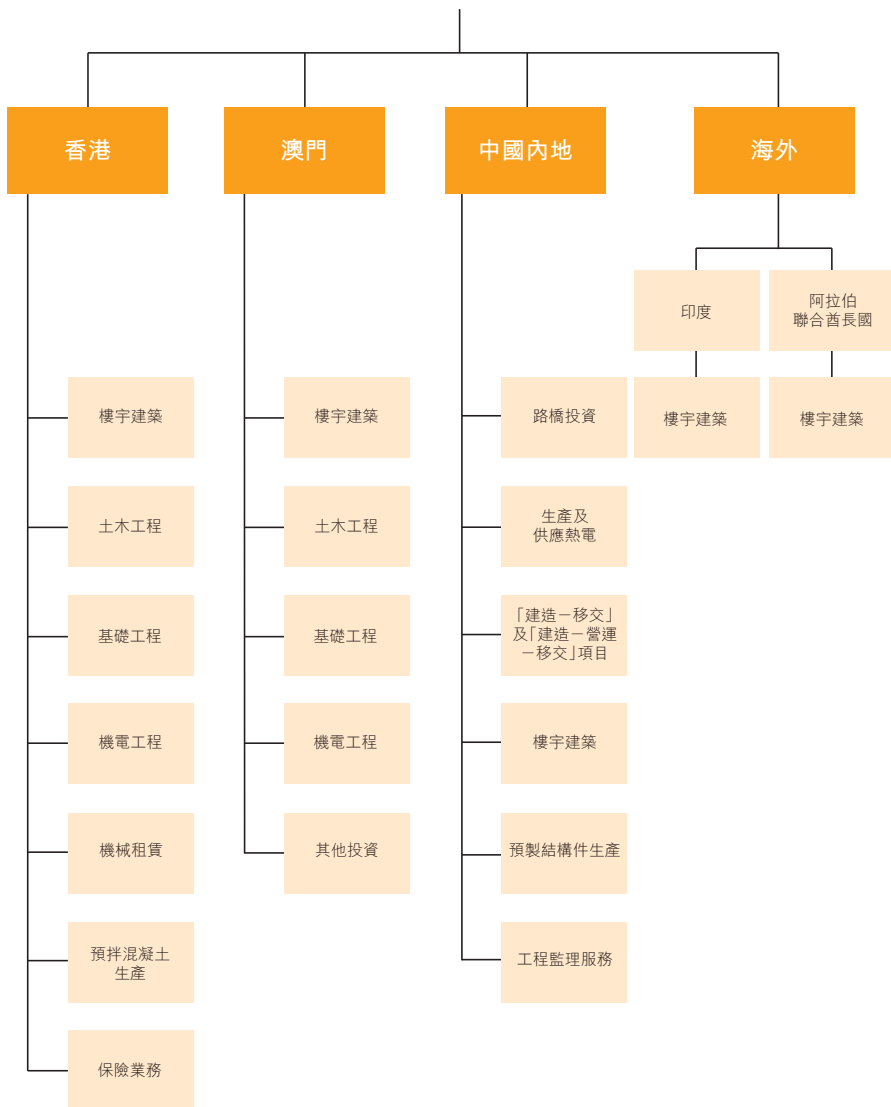 香港
澳門
中國內地
海外
印度
阿拉伯
聯合酋長國
樓宇建築
樓宇建築
路橋投資
樓宇建築
樓宇建築
土木工程
土木工程
生產及
供應熱電
基礎工程
基礎工程
「建造－移交」
及「建造－營運
－移交」項目
機電工程
機電工程
樓宇建築
機械租賃
其他投資
預製結構件生產
預拌混凝土
生產
工程監理服務
保險業務